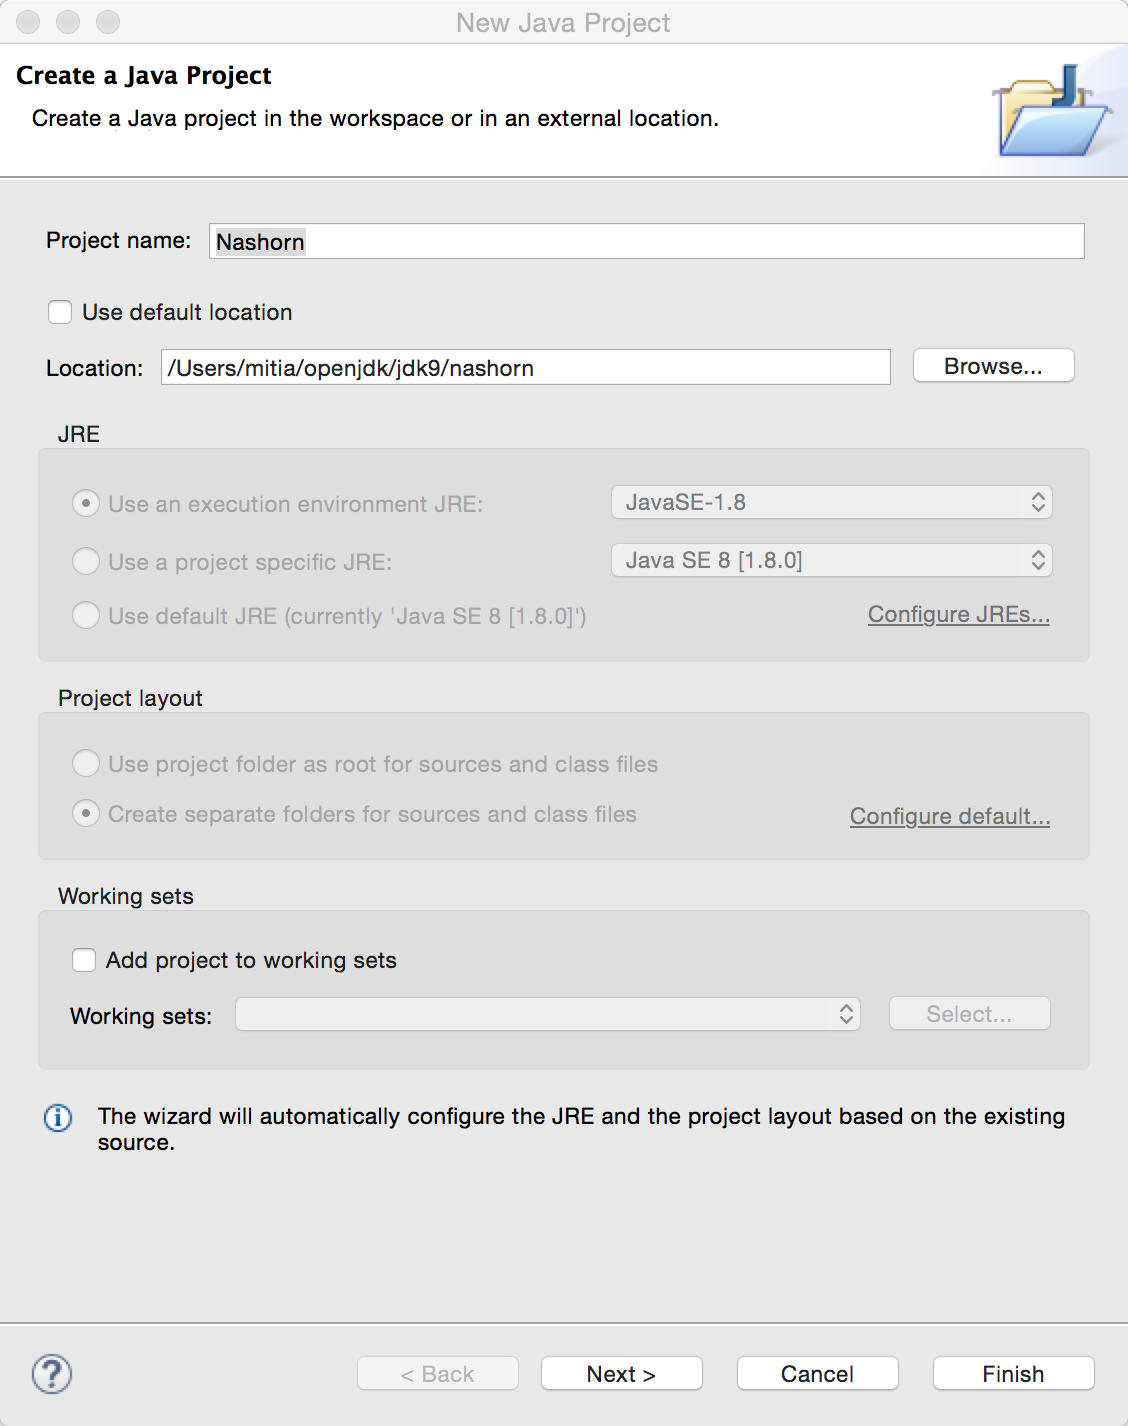 New Java Project
Create a Java Project
Create a Java project in the workspace or in an external location.
Project name: Nashorn
Use default location
Location: /Users/mitia/openjdk/jdk9/nashorn Browse...
JRE
Use an execution environment JRE: JavaSE-1.8
Use a project specific JRE: Java SE 8 [1.8.0]
Use default JRE (currently 'Java SE 8 [1.8.0]') Configure JREs...
Project layout
Use project folder as root for sources and class files
Create separate folders for sources and class files Configure default...
Working sets
Add project to working sets
Working sets: Select...
The wizard will automatically configure the JRE and the project layout based on the existing
source.
? < Back Next > Cancel Finish